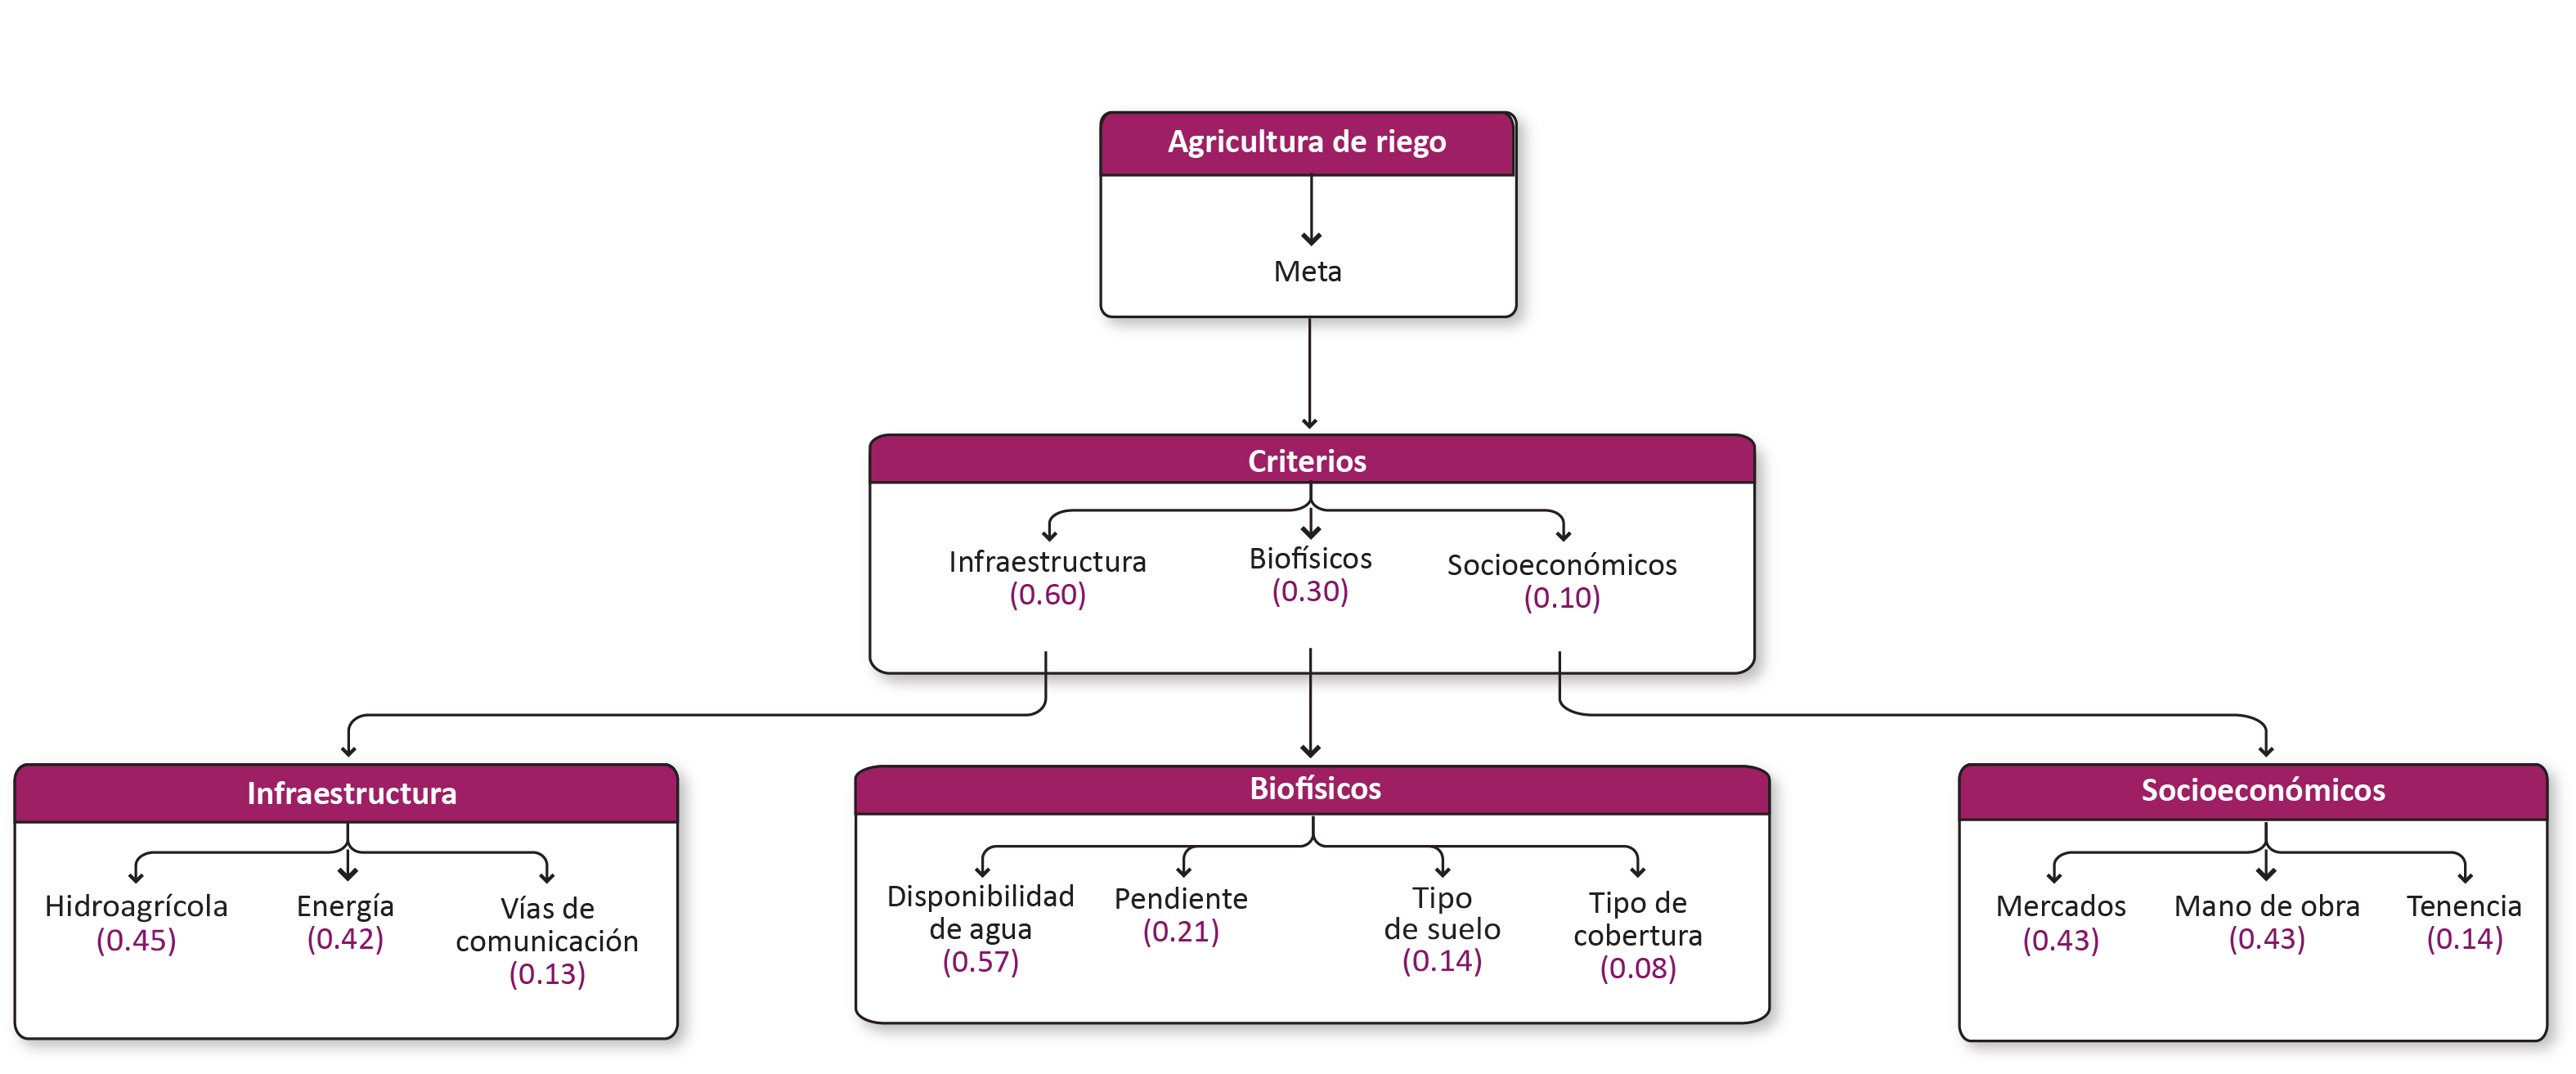 Agricultura de riego
Meta
Criterios
Infraestructura
(0.60)
Biofísicos
(0.30)
Socioeconómicos
(0.10)
Infraestructura
Hidroagrícola
(0.45)
Energía
(0.42)
Vías de
comunicación
(0.13)
Biofísicos
Disponibilidad
de agua
(0.57)
Pendiente
(0.21)
Tipo
de suelo
(0.14)
Tipo de
cobertura
(0.08)
Socioeconómicos
Mercados
(0.43)
Mano de obra
(0.43)
Tenencia
(0.14)